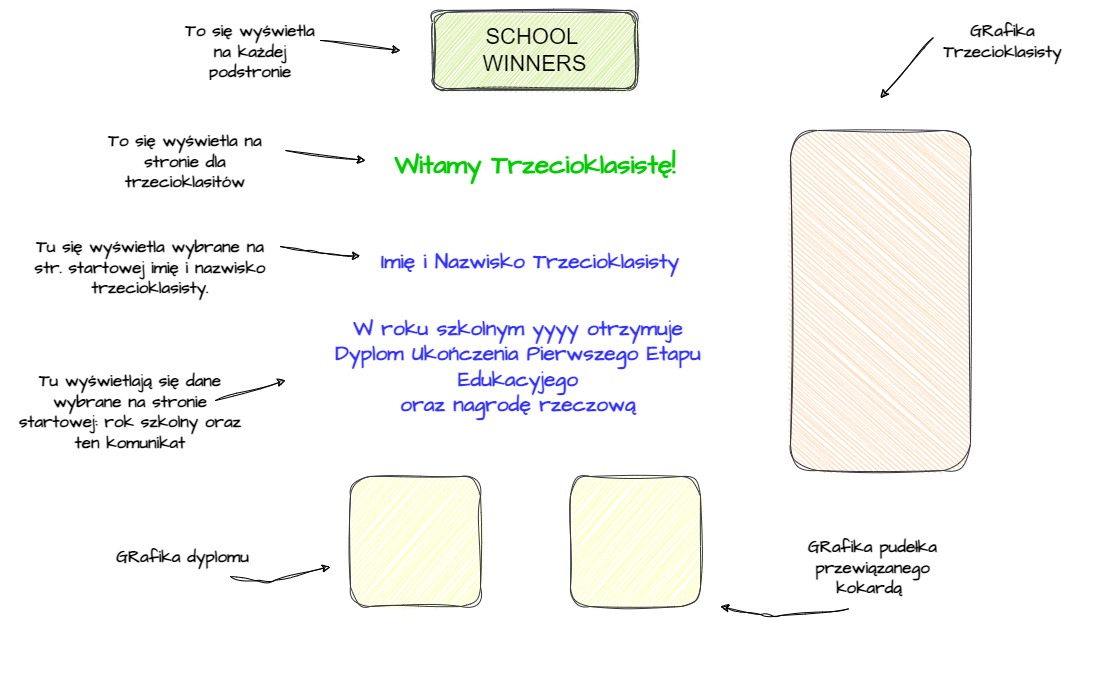 To się wyświetla
na każdej
podstronie
SCHOOL
WINNERS
GRafika
Trzecioklasisty
To się wyświetla na
stronie dla
trzecioklasitów
Witamy Trzecioklasistę!
Tu się wyświetla wybrane na
str. startowej imię i nazwisko
trzecioklasisty.
Imię i Nazwisko Trzecioklasisty
W roku szkolnym yyyy otrzymuje
Dyplom Ukończenia Pierwszego Etapu
Edukacyjego
oraz nagrodę rzeczową
Tu wyświetlają się dane
wybrane na stronie
startowej: rok szkolny oraz
ten komunikat
GRafika dyplomu
GRafika pudełka
przewiązanego
kokardą